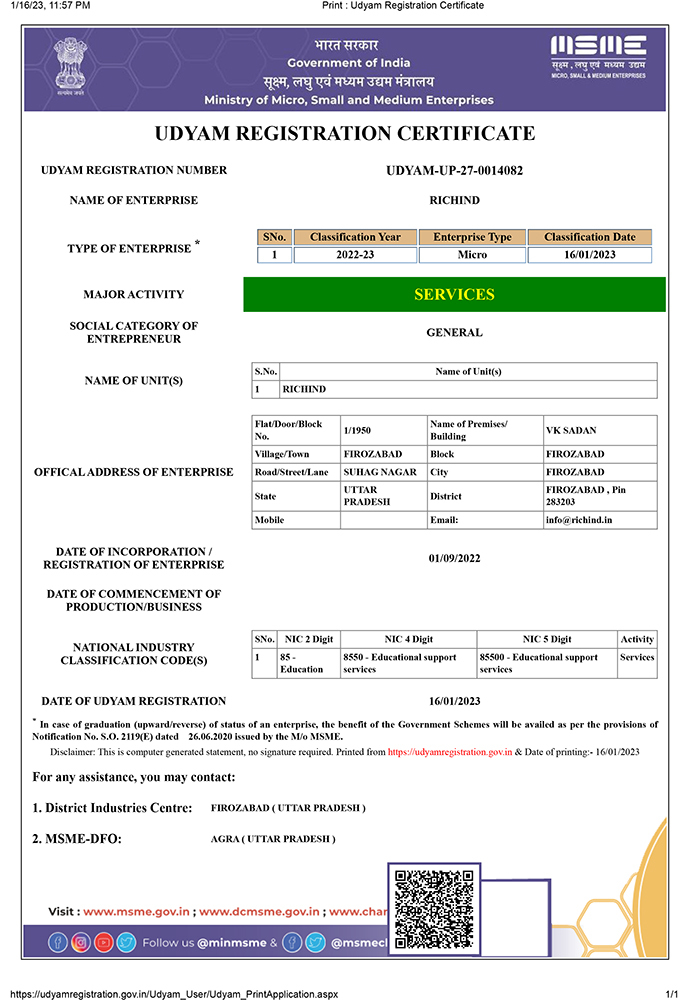 1/16/23, 11:57 PM Print : Udyam Registration Certificate
भारत सरकार
Government of India
सूक्ष्म, लघु एवं मध्यम उद्यम मंत्रालय
Ministry of Micro, Small and Medium Enterprises
सत्यमेव जयते
MSME
सूक्ष्म, लघु एवं मध्यम उद्यम
MICRO, SMALL & MEDIUM ENTERPRISES
UDYAM REGISTRATION CERTIFICATE
UDYAM REGISTRATION NUMBER UDYAM-UP-27-0014082
NAME OF ENTERPRISE RICHIND
TYPE OF ENTERPRISE *
SNo. Classification Year Enterprise Type Classification Date
1 2022-23 Micro 16/01/2023
MAJOR ACTIVITY SERVICES
SOCIAL CATEGORY OF
ENTREPRENEUR
GENERAL
NAME OF UNIT(S)
S.No. Name of Unit(s)
1 RICHIND
OFFICAL ADDRESS OF ENTERPRISE
Flat/Door/Block
No.
1/1950
Name of Premises/
Building
VK SADAN
Village/Town FIROZABAD Block FIROZABAD
Road/Street/Lane SUHAG NAGAR City FIROZABAD
State
UTTAR
PRADESH
District
FIROZABAD , Pin
283203
Mobile Email: info@richind.in
DATE OF INCORPORATION /
REGISTRATION OF ENTERPRISE
01/09/2022
DATE OF COMMENCEMENT OF
PRODUCTION/BUSINESS
NATIONAL INDUSTRY
CLASSIFICATION CODE(S)
SNo. NIC 2 Digit NIC 4 Digit NIC 5 Digit Activity
1
85 -
Education
8550 - Educational support
services
85500 - Educational support
services
Services
DATE OF UDYAM REGISTRATION 16/01/2023
* In case of graduation (upward/reverse) of status of an enterprise, the benefit of the Government Schemes will be availed as per the provisions of
Notification No. S.O. 2119(E) dated 26.06.2020 issued by the M/o MSME.
Disclaimer: This is computer generated statement, no signature required. Printed from https://udyamregistration.gov.in & Date of printing:- 16/01/2023
For any assistance, you may contact:
1. District Industries Centre: FIROZABAD ( UTTAR PRADESH )
2. MSME-DFO: AGRA ( UTTAR PRADESH )
Visit : www.msme.gov.in ; www.dcmsme.gov.in ; www.char
Follow us @minmsme & @msmecl
https://udyamregistration.gov.in/Udyam_User/Udyam_PrintApplication.aspx 1/1